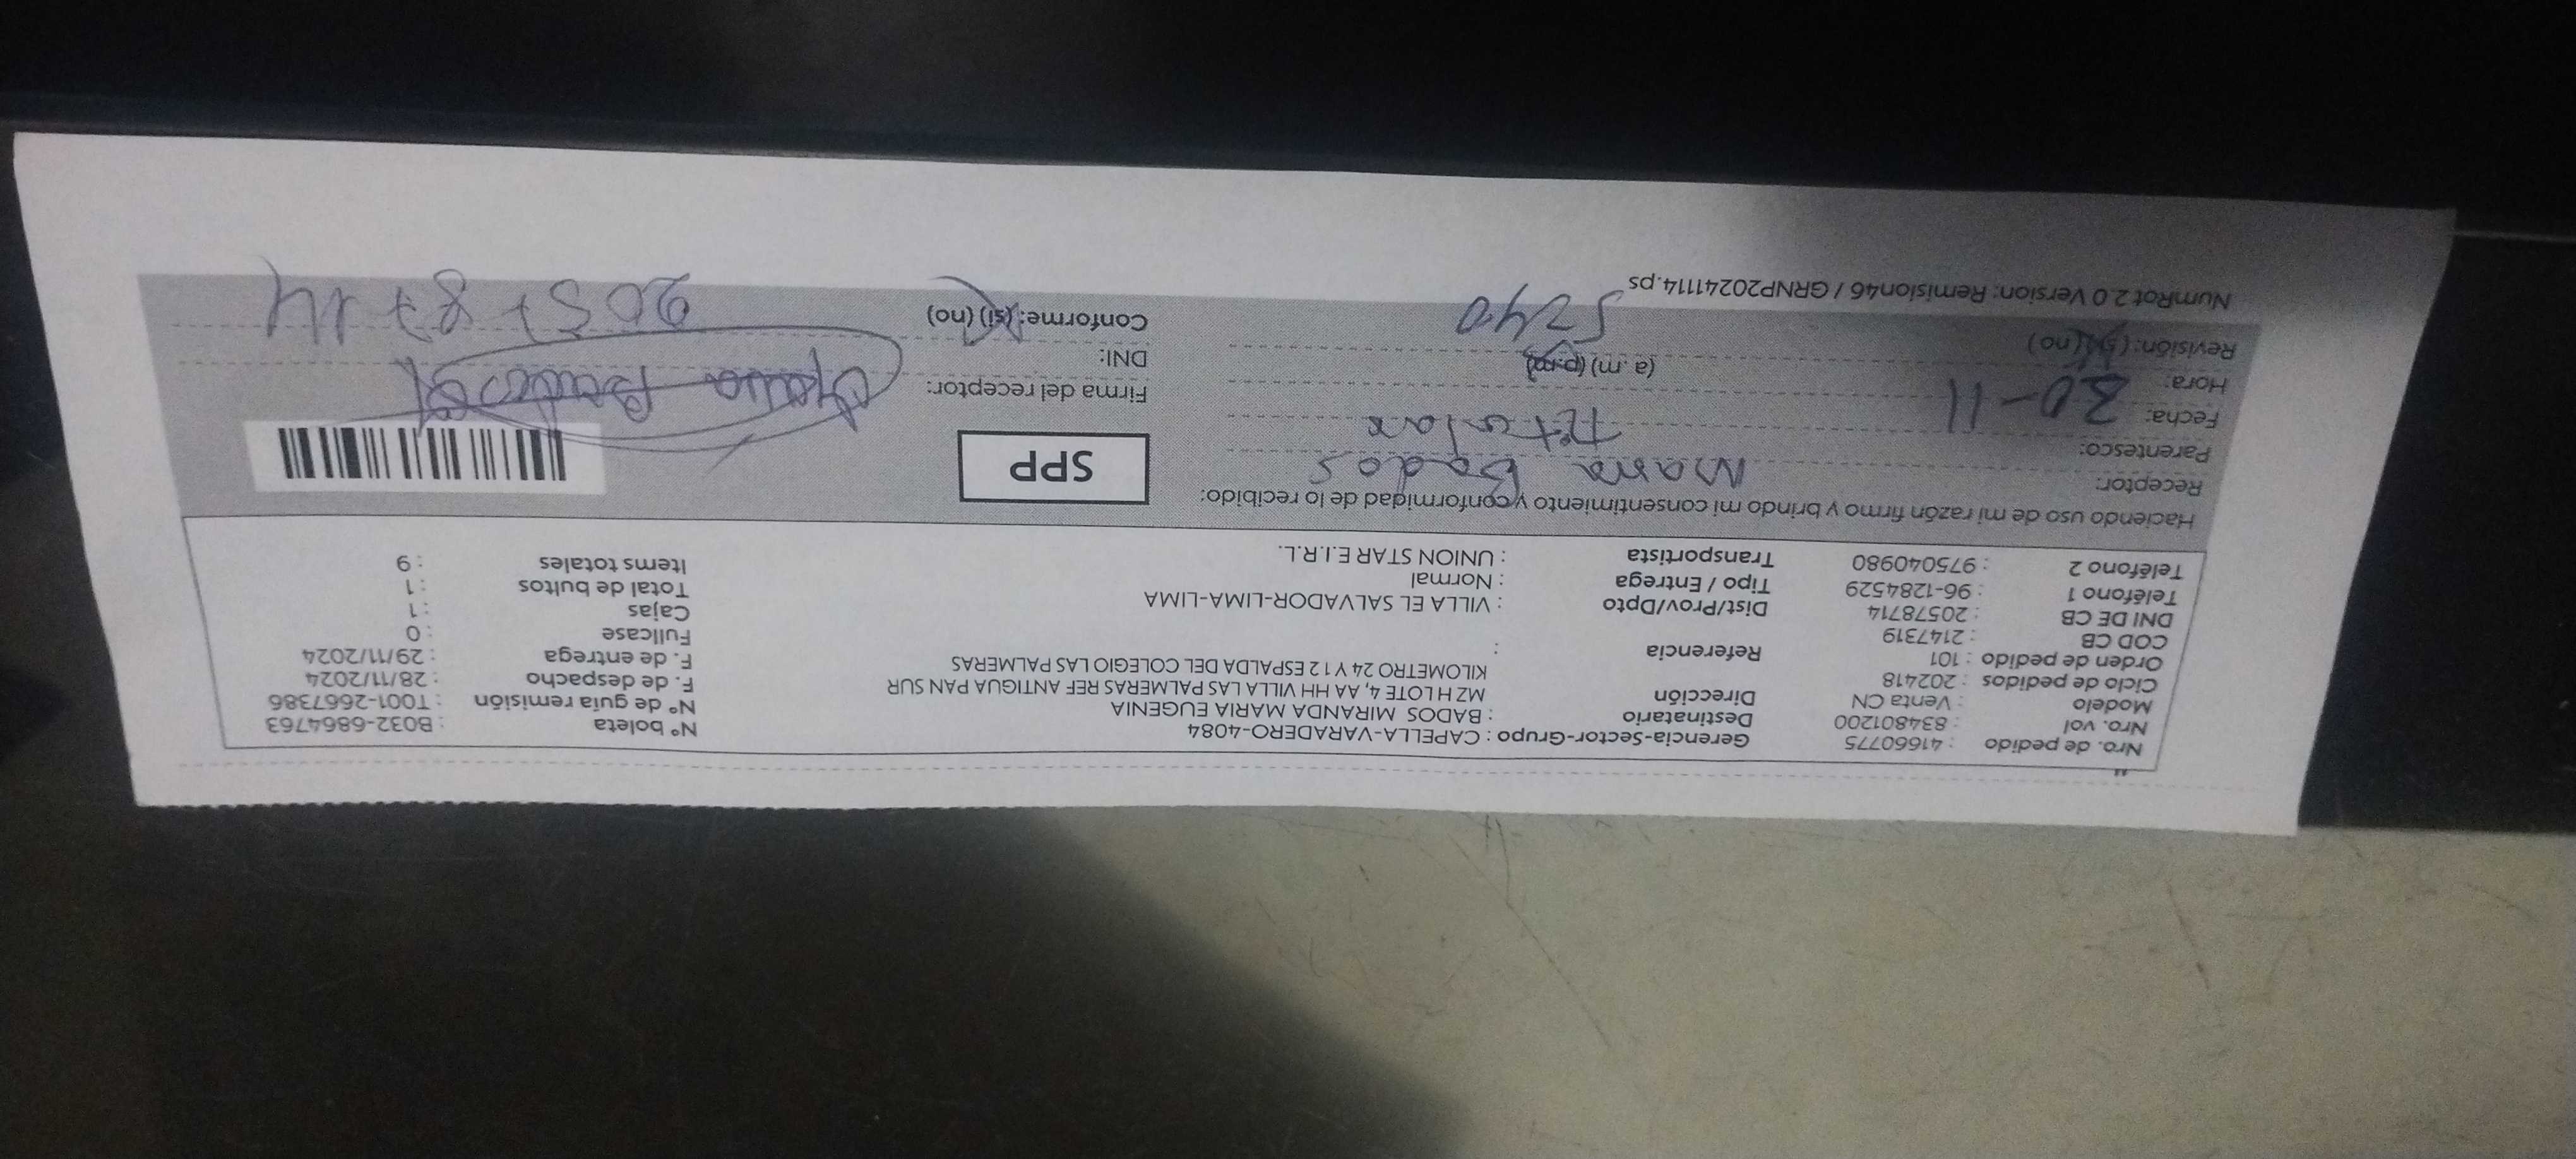 Nro. de pedido : 41660775 Gerencia-Sector-Grupo : CAPELLA-VARADERO-4084 N° boleta : B032-6864763
Nro. vol : 834801200 Destinatario : BADOS MIRANDA MARIA EUGENIA N° de guía remisión : T001-2667386
Modelo : Venta CN Dirección MZ H LOTE 4, AA HH VILLA LAS PALMERAS REF ANTIGUA PAN SUR F. de despacho : 28/11/2024
Ciclo de pedidos : 202418 KILOMETRO 24 Y 1 2 ESPALDA DEL COLEGIO LAS PALMERAS F. de entrega : 29/11/2024
Orden de pedido : 101 Referencia : Fullcase : 0
COD CB : 2147319 Cajas : 1
DNI DE CB : 20578714 Dist/Prov/Dpto : VILLA EL SALVADOR-LIMA-LIMA Total de bultos : 1
Teléfono 1 : 96-1284529 Tipo / Entrega : Normal Items totales : 9
Teléfono 2 : 975040980 Transportista : UNION STAR E.I.R.L.
Haciendo uso de mi razón firmo y brindo mi consentimiento y conformidad de lo recibido:
Receptor: Maria Bados SPP
Parentesco: Titular
Fecha: 30-11 Firma del receptor:
Hora: (a. m) (p. m) 5:40 DNI: 20578714
Revisión: (si) (no) Conforme: (si) (no)
NumRot 2.0 Version: Remision46 / GRNP20241114.ps